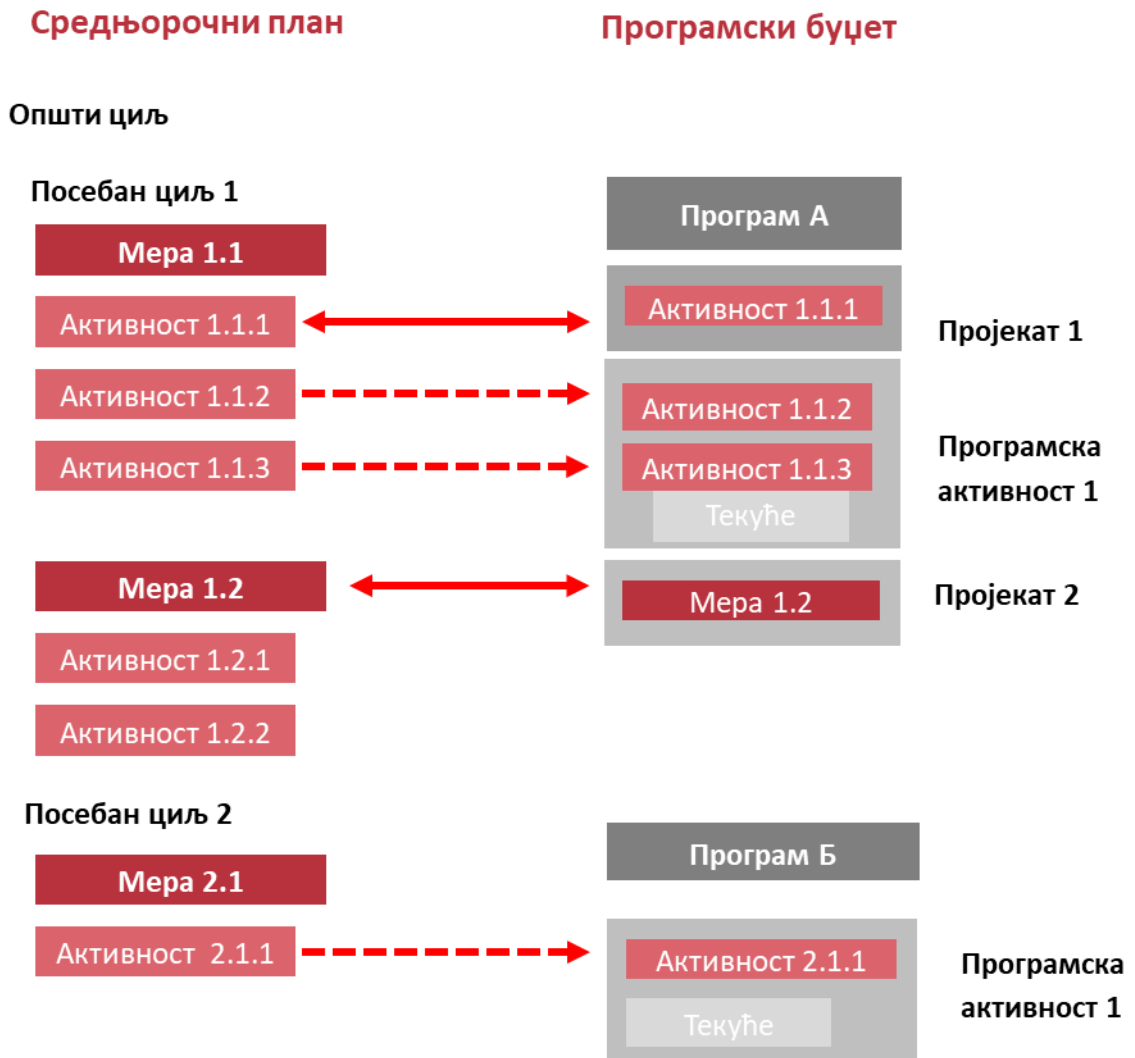 Средњорочни план
Програмски буџет
Општи циљ
Посебан циљ 1
Мера 1.1
Активност 1.1.1
Активност 1.1.2
Активност 1.1.3
Мера 1.2
Активност 1.2.1
Активност 1.2.2
Посебан циљ 2
Мера 2.1
Активност 2.1.1
Програм А
Активност 1.1.1
Пројекат 1
Активност 1.1.2
Активност 1.1.3
Текуће
Програмска
активност 1
Мера 1.2
Пројекат 2
Програм Б
Активност 2.1.1
Текуће
Програмска
активност 1